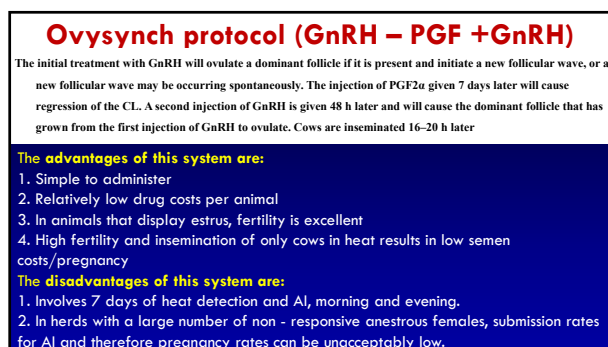 Ovysynch protocol (GnRH – PGF +GnRH)
The initial treatment with GnRH will ovulate a dominant follicle if it is present and initiate a new follicular wave, or a
new follicular wave may be occurring spontaneously. The injection of PGF2α given 7 days later will cause
regression of the CL. A second injection of GnRH is given 48 h later and will cause the dominant follicle that has
grown from the first injection of GnRH to ovulate. Cows are inseminated 16–20 h later
The advantages of this system are:
1. Simple to administer
2. Relatively low drug costs per animal
3. In animals that display estrus, fertility is excellent
4. High fertility and insemination of only cows in heat results in low semen
costs/pregnancy
The disadvantages of this system are:
1. Involves 7 days of heat detection and AI, morning and evening.
2. In herds with a large number of non - responsive anestrous females, submission rates
for AI and therefore pregnancy rates can be unacceptably low.